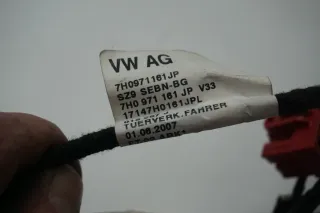 VW AG
7H0971161JP
SZ9 SEBN-BG
7H0 971 161 JP V33
17147H0161JPL
TUERVERK.FAHRER
01.06.2007